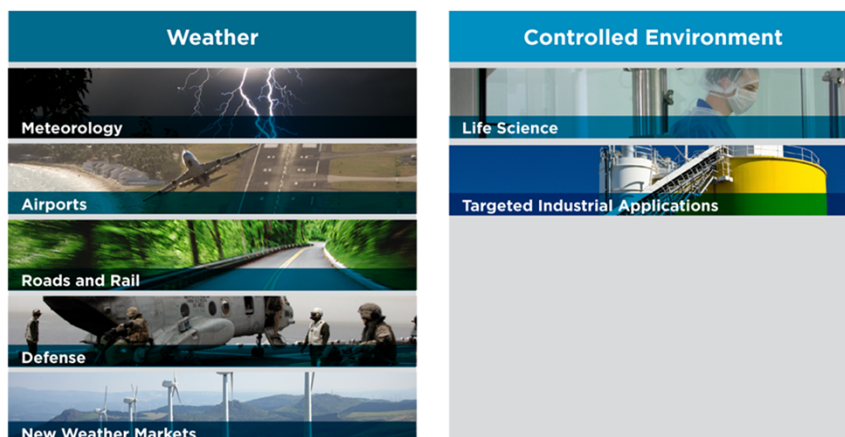 Weather
Meteorology
Airports
Roads and Rail
Defense
New Weather Markets
Controlled Environment
Life Science
Targeted Industrial Applications